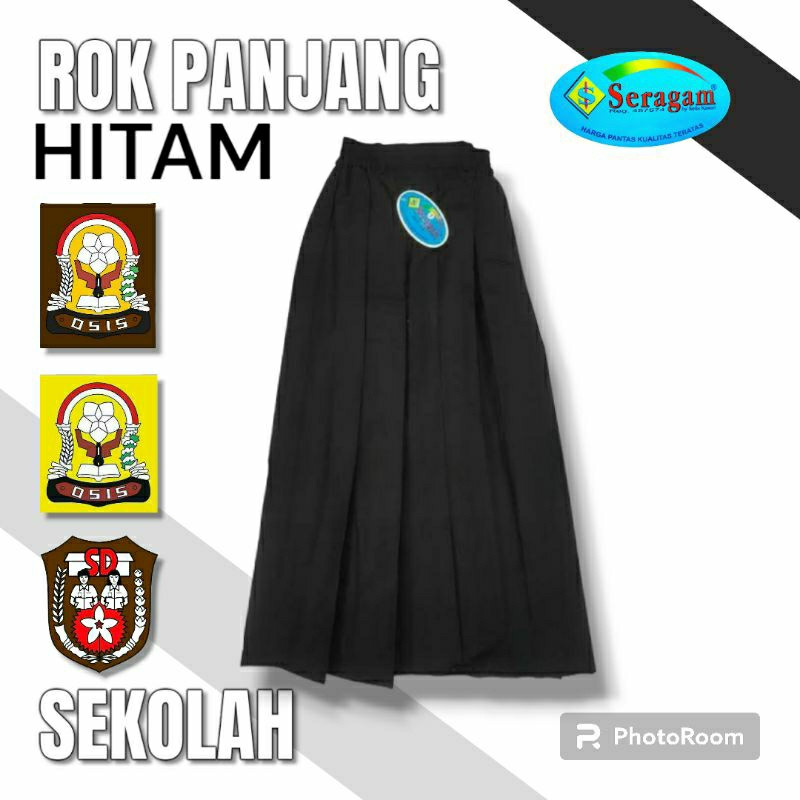 ROK PANJANG
HITAM
$
Seragam®
HARGA PANTAS KUALITAS TERATAS
OSIS
OSIS
SD
SEKOLAH
PhotoRoom